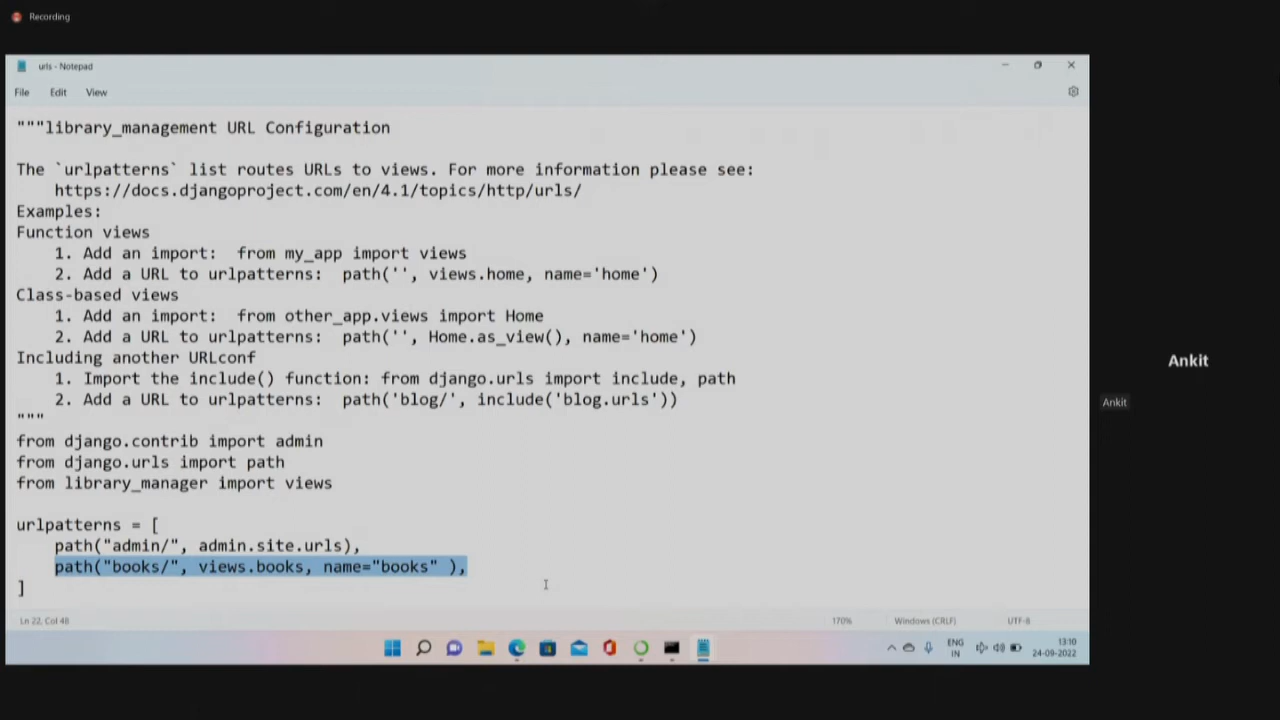 Recording
urls - Notepad
File Edit View
"""library_management URL Configuration
The `urlpatterns` list routes URLs to views. For more information please see:
https://docs.djangoproject.com/en/4.1/topics/http/urls/
Examples:
Function views
1. Add an import:  from my_app import views
2. Add a URL to urlpatterns:  path('', views.home, name='home')
Class-based views
1. Add an import:  from other_app.views import Home
2. Add a URL to urlpatterns:  path('', Home.as_view(), name='home')
Including another URLconf
1. Import the include() function: from django.urls import include, path
2. Add a URL to urlpatterns:  path('blog/', include('blog.urls'))
"""
from django.contrib import admin
from django.urls import path
from library_manager import views
urlpatterns = [
path("admin/", admin.site.urls),
path("books/", views.books, name="books" ),
]
Ln 22, Col 48
170%
Windows (CRLF)
UTF-8
ENG
IN
13:10
24-09-2022
Ankit
Ankit